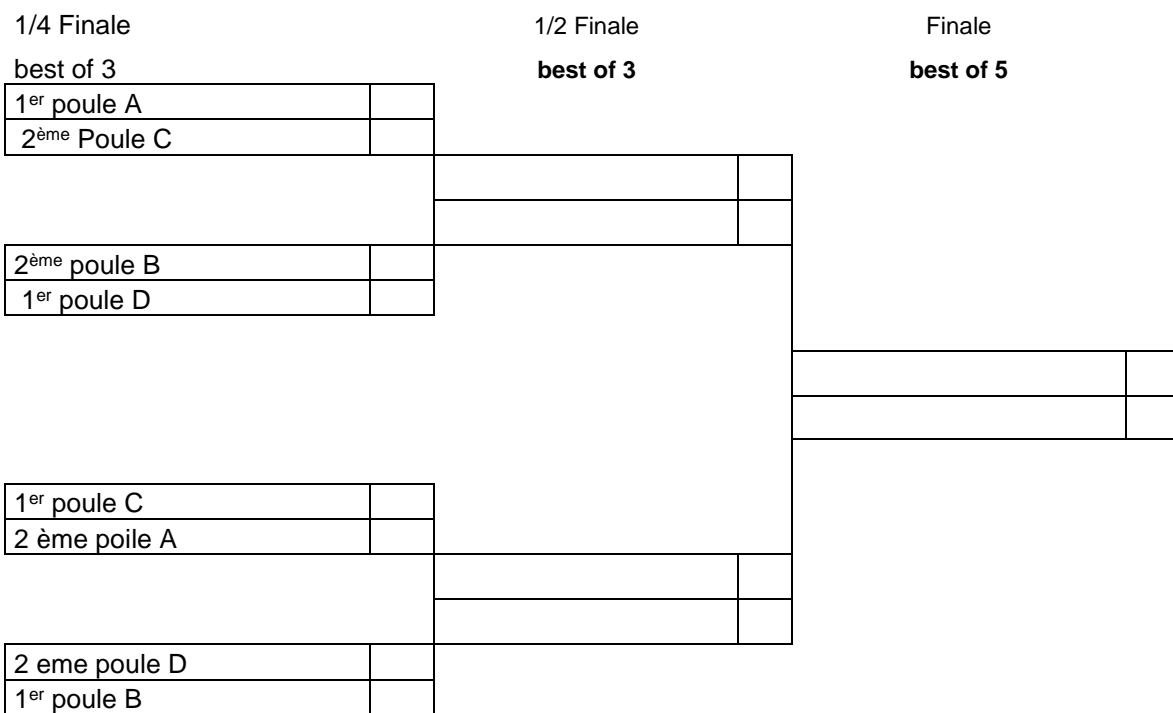 1/4 Finale 1/2 Finale Finale
best of 3 best of 3 best of 5
1er poule A
2ème Poule C
2ème poule B
1er poule D
1er poule C
2 ème poile A
2 eme poule D
1er poule B